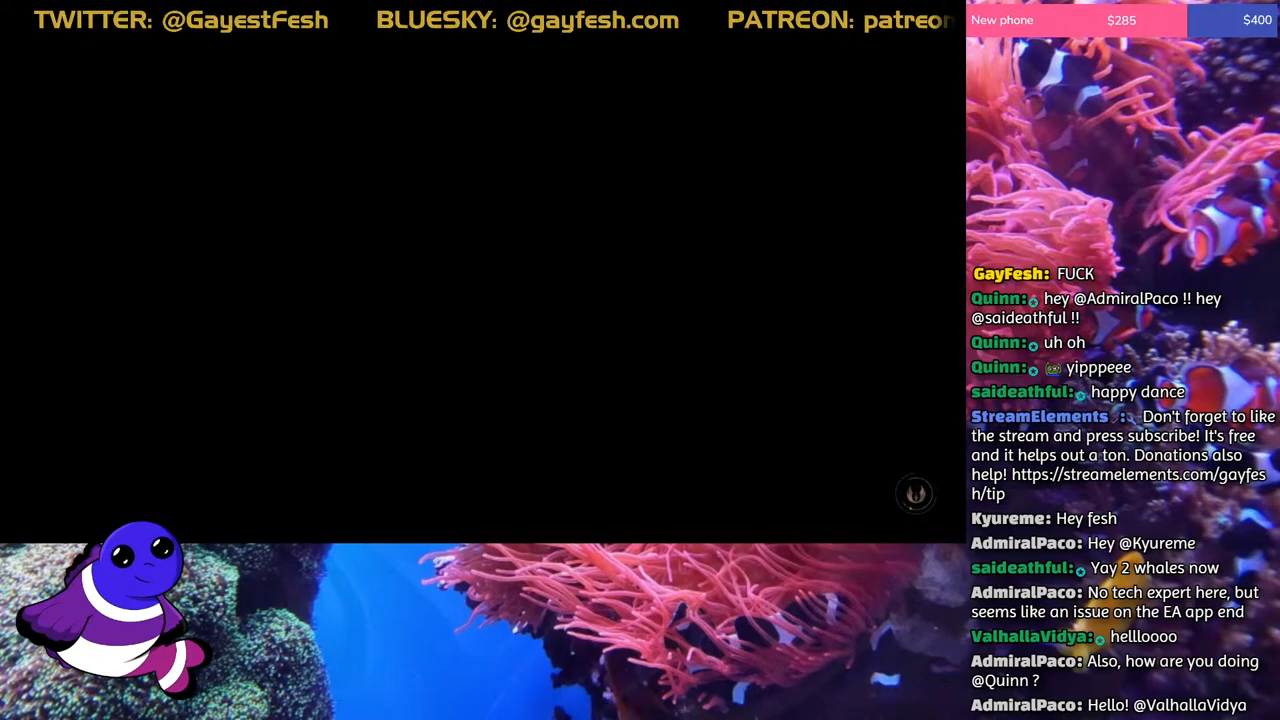 TWITTER: @GayestFesh BLUESKY: @gayfesh.com PATREON: patreon
New phone $285 $400
GayFesh: FUCK
Quinn: hey @AdmiralPaco !! hey
@saideathful !!
Quinn: uh oh
Quinn: yipppeee
saideathful: happy dance
StreamElements : Don't forget to like
the stream and press subscribe! It's free
and it helps out a ton. Donations also
help! https://streamelements.com/gayfes
h/tip
Kyureme: Hey fesh
AdmiralPaco: Hey @Kyureme
saideathful: Yay 2 whales now
AdmiralPaco: No tech expert here, but
seems like an issue on the EA app end
ValhallaVidya: hellloooo
AdmiralPaco: Also, how are you doing
@Quinn ?
AdmiralPaco: Hello! @ValhallaVidya